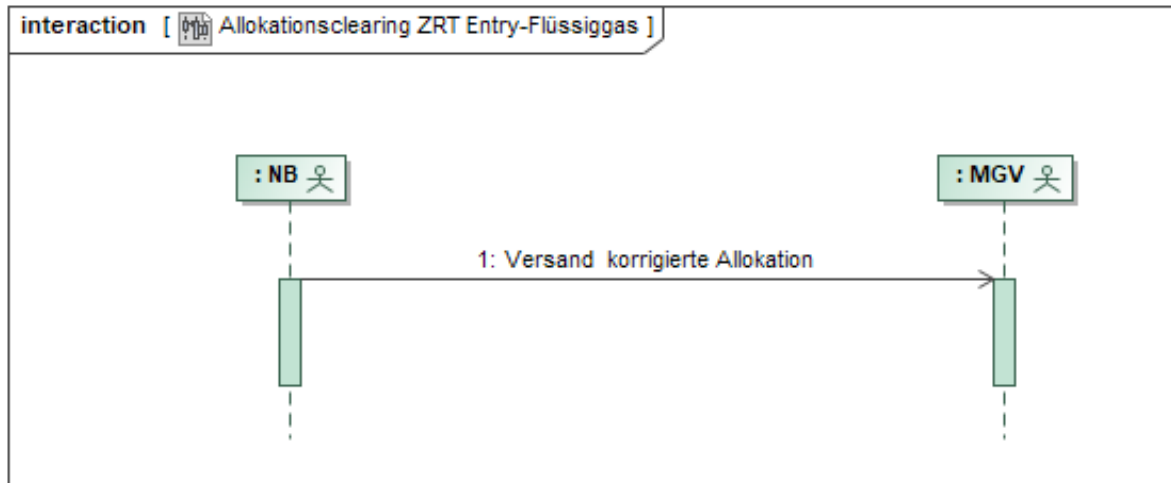 interaction [ Allokationsclearing ZRT Entry-Flüssiggas ]
: NB
: MGV
1: Versand korrigierte Allokation